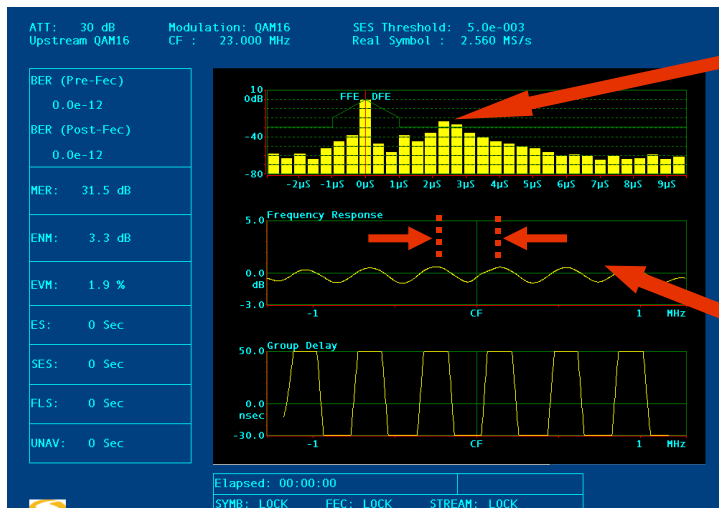 ATT: 30 dB Modulation: QAM16 SES Threshold: 5.0e-003
Upstream QAM16 CF : 23.000 MHz Real Symbol : 2.560 MS/s
BER (Pre-Fec)
0.0e-12
BER (Post-Fec)
0.0e-12
MER: 31.5 dB
ENM: 3.3 dB
EVM: 1.9 %
ES: 0 Sec
SES: 0 Sec
FLS: 0 Sec
UNAV: 0 Sec
10
0dB
FFE DFE
-40
-80
-2µS -1µS 0µS 1µS 2µS 3µS 4µS 5µS 6µS 7µS 8µS 9µS
Frequency Response
5.0
0.0
dB
-3.0
-1 CF 1 MHz
Group Delay
50.0
0.0
nsec
-30.0
-1 CF 1 MHz
Elapsed: 00:00:00
SYMB: LOCK FEC: LOCK STREAM: LOCK